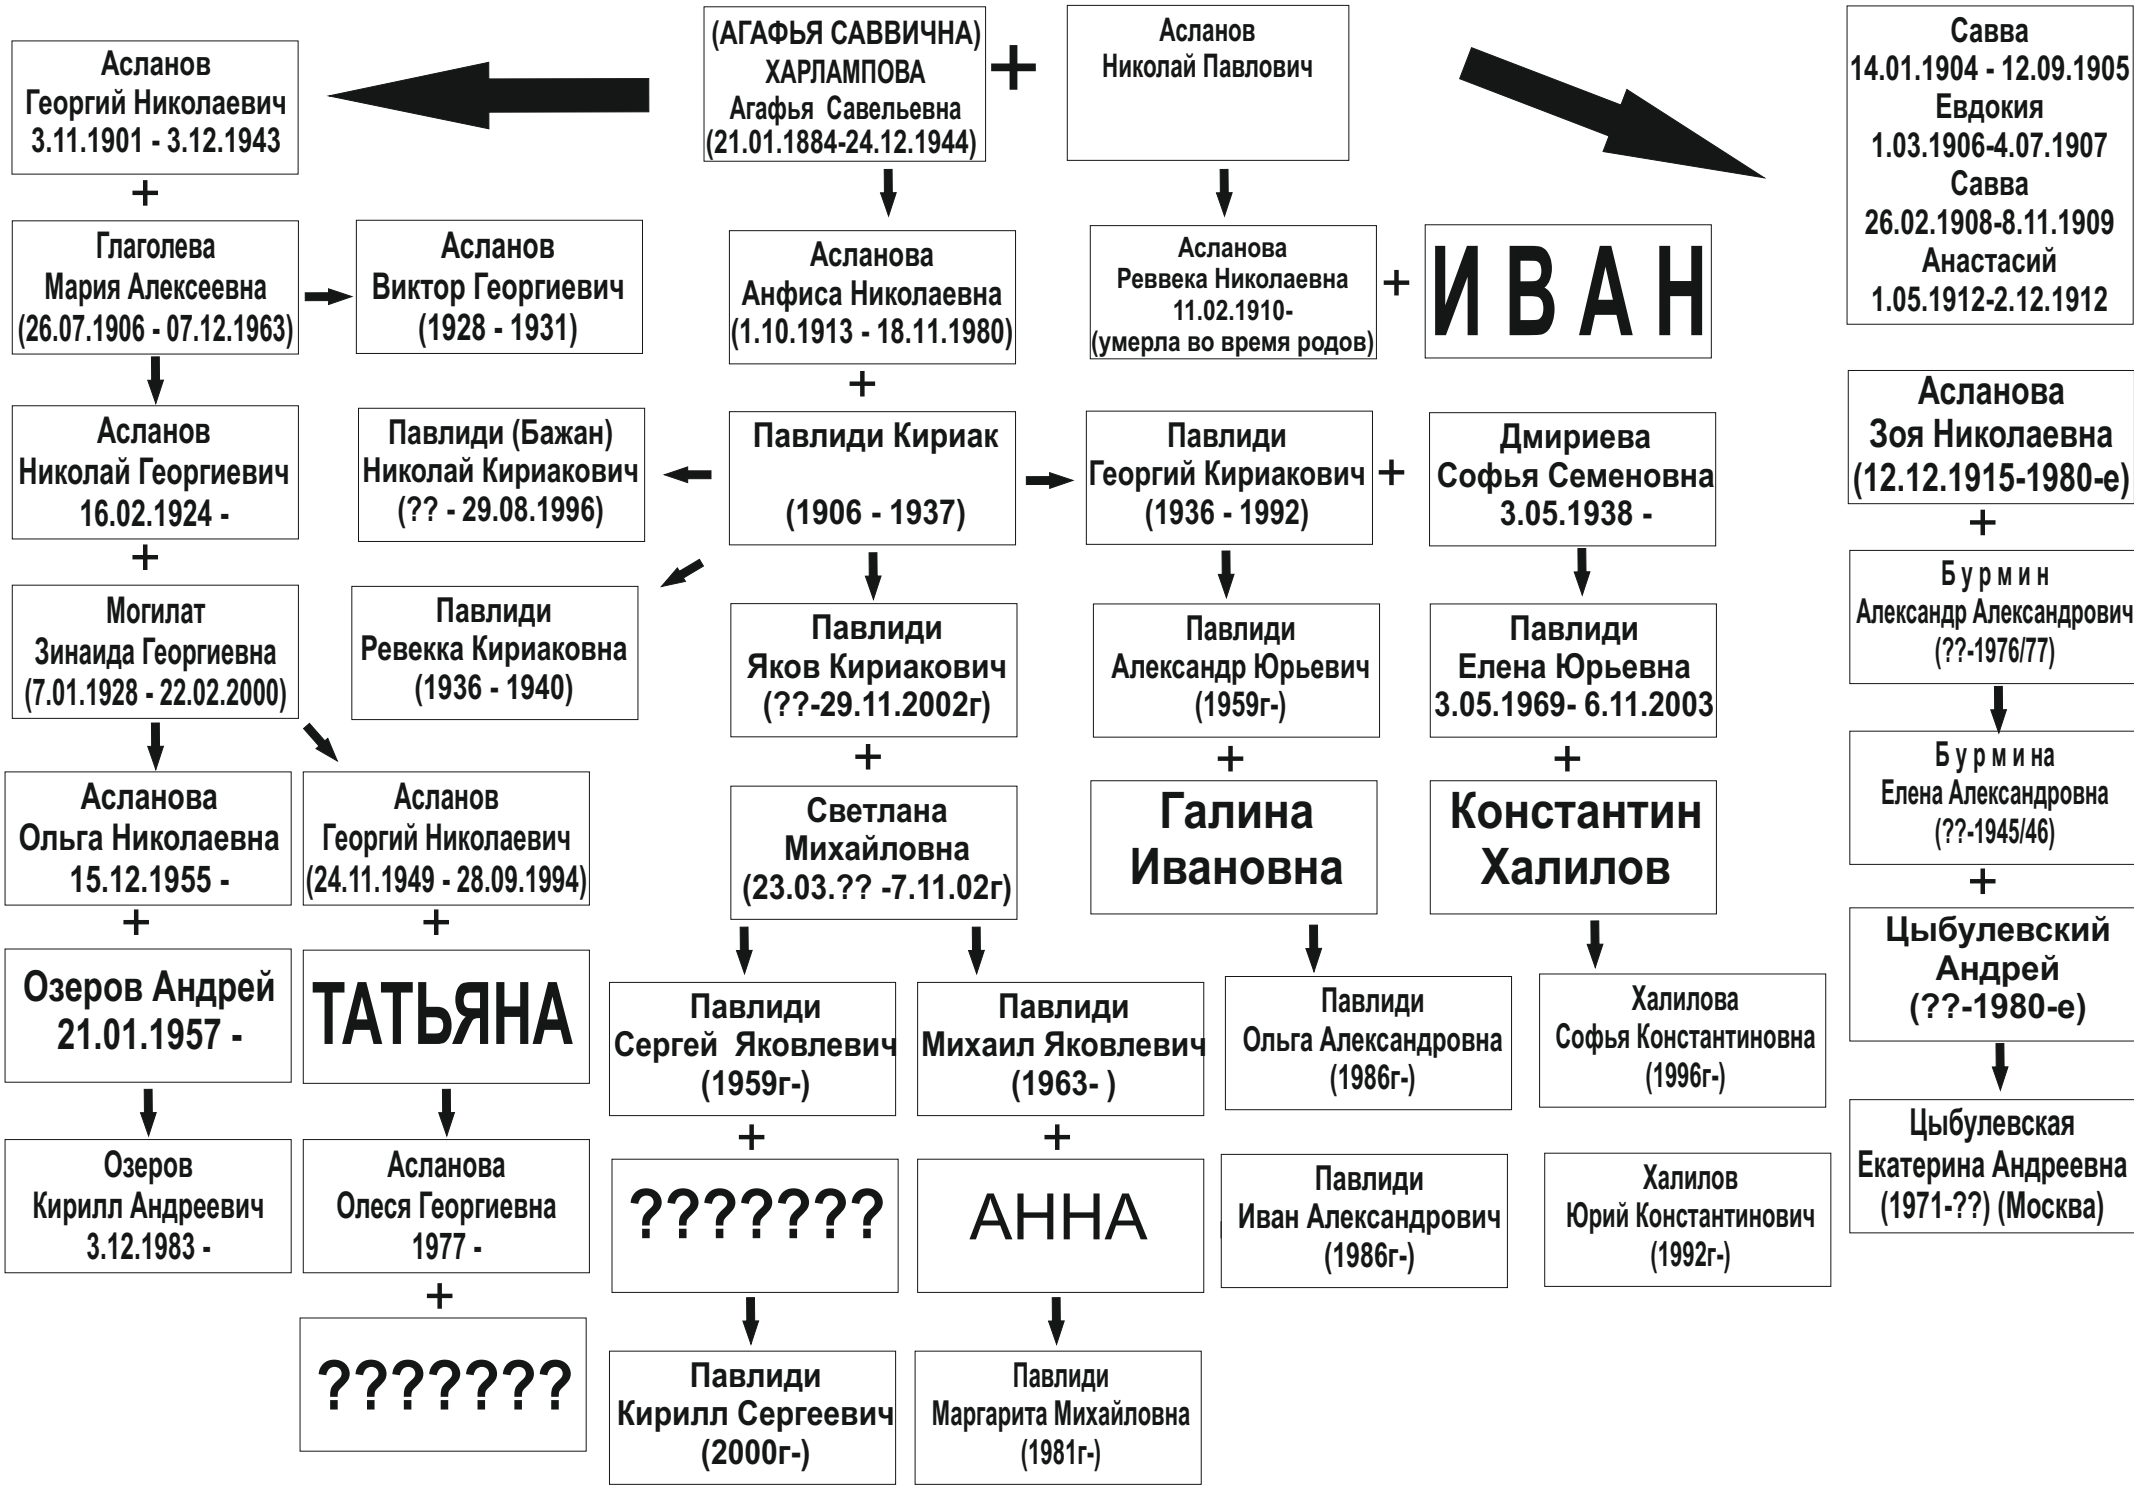 Асланов
Георгий Николаевич
3.11.1901 - 3.12.1943
+
Глаголева
Мария Алексеевна
(26.07.1906 - 07.12.1963)
Асланов
Виктор Георгиевич
(1928 - 1931)
Асланов
Николай Георгиевич
16.02.1924 -
+
Могилат
Зинаида Георгиевна
(7.01.1928 - 22.02.2000)
Асланова
Ольга Николаевна
15.12.1955 -
+
Озеров Андрей
21.01.1957 -
Озеров
Кирилл Андреевич
3.12.1983 -
Асланов
Георгий Николаевич
(24.11.1949 - 28.09.1994)
+
ТАТЬЯНА
Асланова
Олеся Георгиевна
1977 -
+
???????
(АГАФЬЯ САВВИЧНА)
ХАРЛАМПОВА
Агафья Савельевна
(21.01.1884-24.12.1944)
+
Асланов
Николай Павлович
Асланова
Анфиса Николаевна
(1.10.1913 - 18.11.1980)
+
Павлиди Кириак
(1906 - 1937)
Павлиди (Бажан)
Николай Кириакович
(?? - 29.08.1996)
Павлиди
Ревекка Кириаковна
(1936 - 1940)
Павлиди
Яков Кириакович
(??-29.11.2002г)
+
Светлана
Михайловна
(23.03.?? -7.11.02г)
Павлиди
Сергей Яковлевич
(1959г-)
+
???????
Павлиди
Кирилл Сергеевич
(2000г-)
Павлиди
Михаил Яковлевич
(1963- )
+
АННА
Павлиди
Маргарита Михайловна
(1981г-)
Асланова
Реввека Николаевна
11.02.1910-
(умерла во время родов)
+
ИВАН
Павлиди
Георгий Кириакович
(1936 - 1992)
+
Дмириева
Софья Семеновна
3.05.1938 -
Павлиди
Александр Юрьевич
(1959г-)
+
Галина
Ивановна
Павлиди
Ольга Александровна
(1986г-)
Павлиди
Иван Александрович
(1986г-)
Павлиди
Елена Юрьевна
3.05.1969- 6.11.2003
+
Константин
Халилов
Халилова
Софья Константиновна
(1996г-)
Халилов
Юрий Константинович
(1992г-)
Савва
14.01.1904 - 12.09.1905
Евдокия
1.03.1906-4.07.1907
Савва
26.02.1908-8.11.1909
Анастасий
1.05.1912-2.12.1912
Асланова
Зоя Николаевна
(12.12.1915-1980-е)
+
Бурмин
Александр Александрович
(??-1976/77)
Бурмина
Елена Александровна
(??-1945/46)
+
Цыбулевский
Андрей
(??-1980-е)
Цыбулевская
Екатерина Андреевна
(1971-??) (Москва)